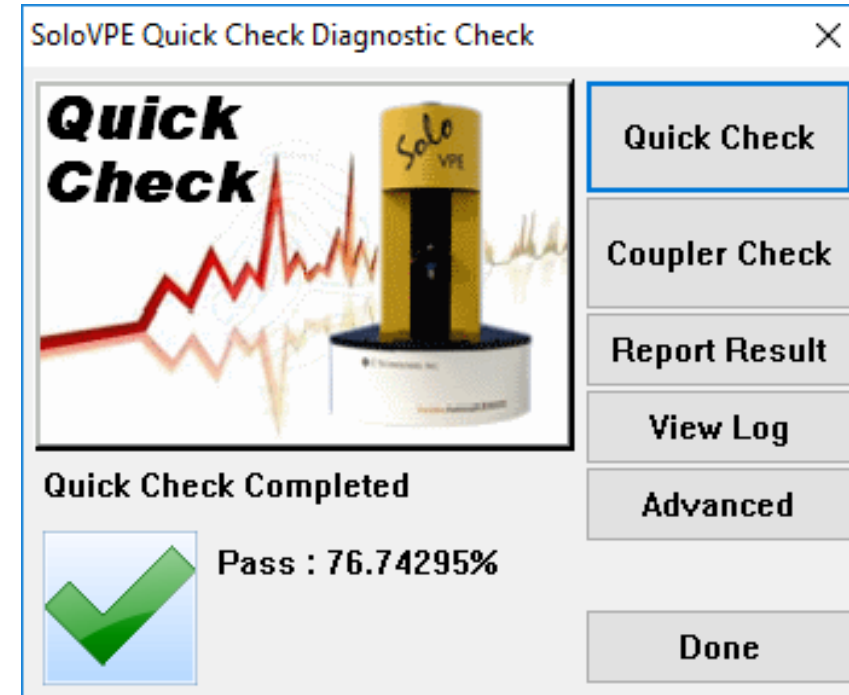 SoloVPE Quick Check Diagnostic Check
Quick
Check
Solo
VPE
Quick Check
Coupler Check
Report Result
View Log
Advanced
Quick Check Completed
Pass : 76.74295%
Done